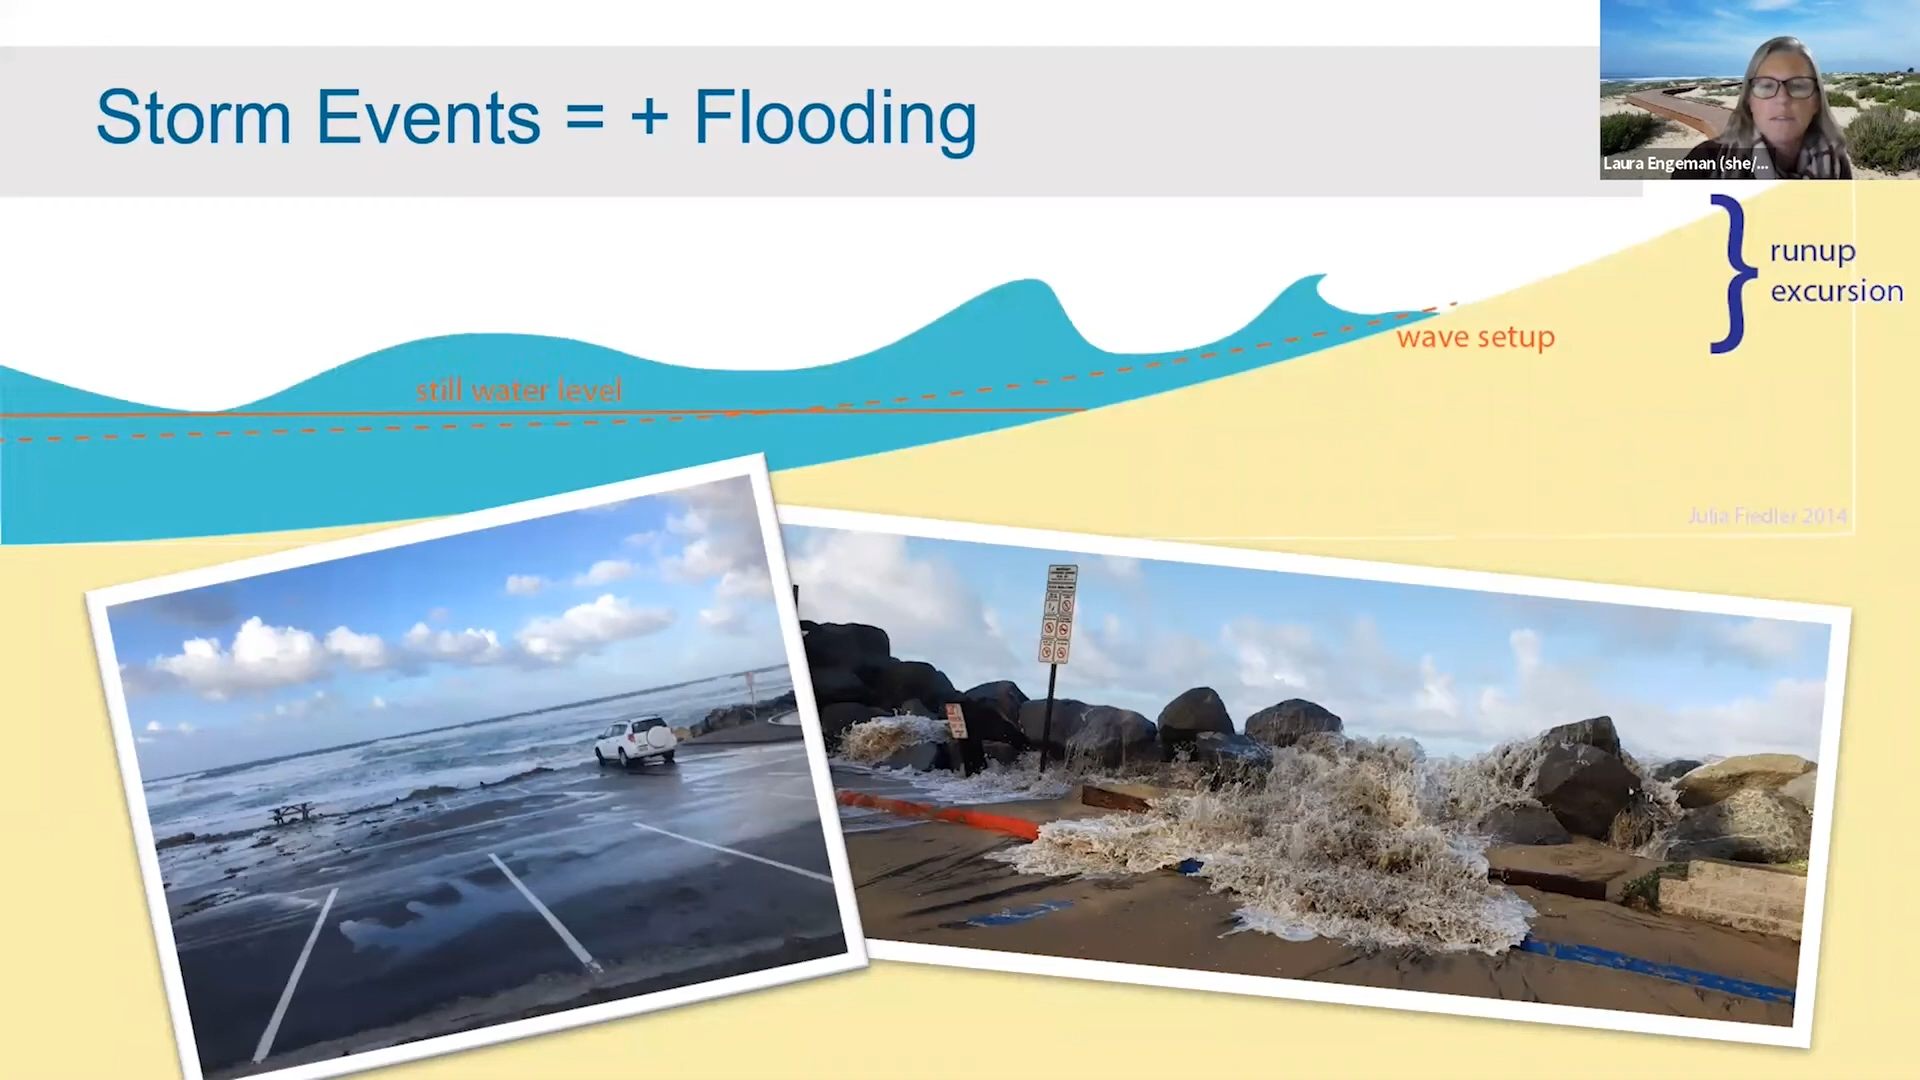 Storm Events = + Flooding
Laura Engeman (she/...
runup
excursion
wave setup
still water level
Julia Fiedler 2014